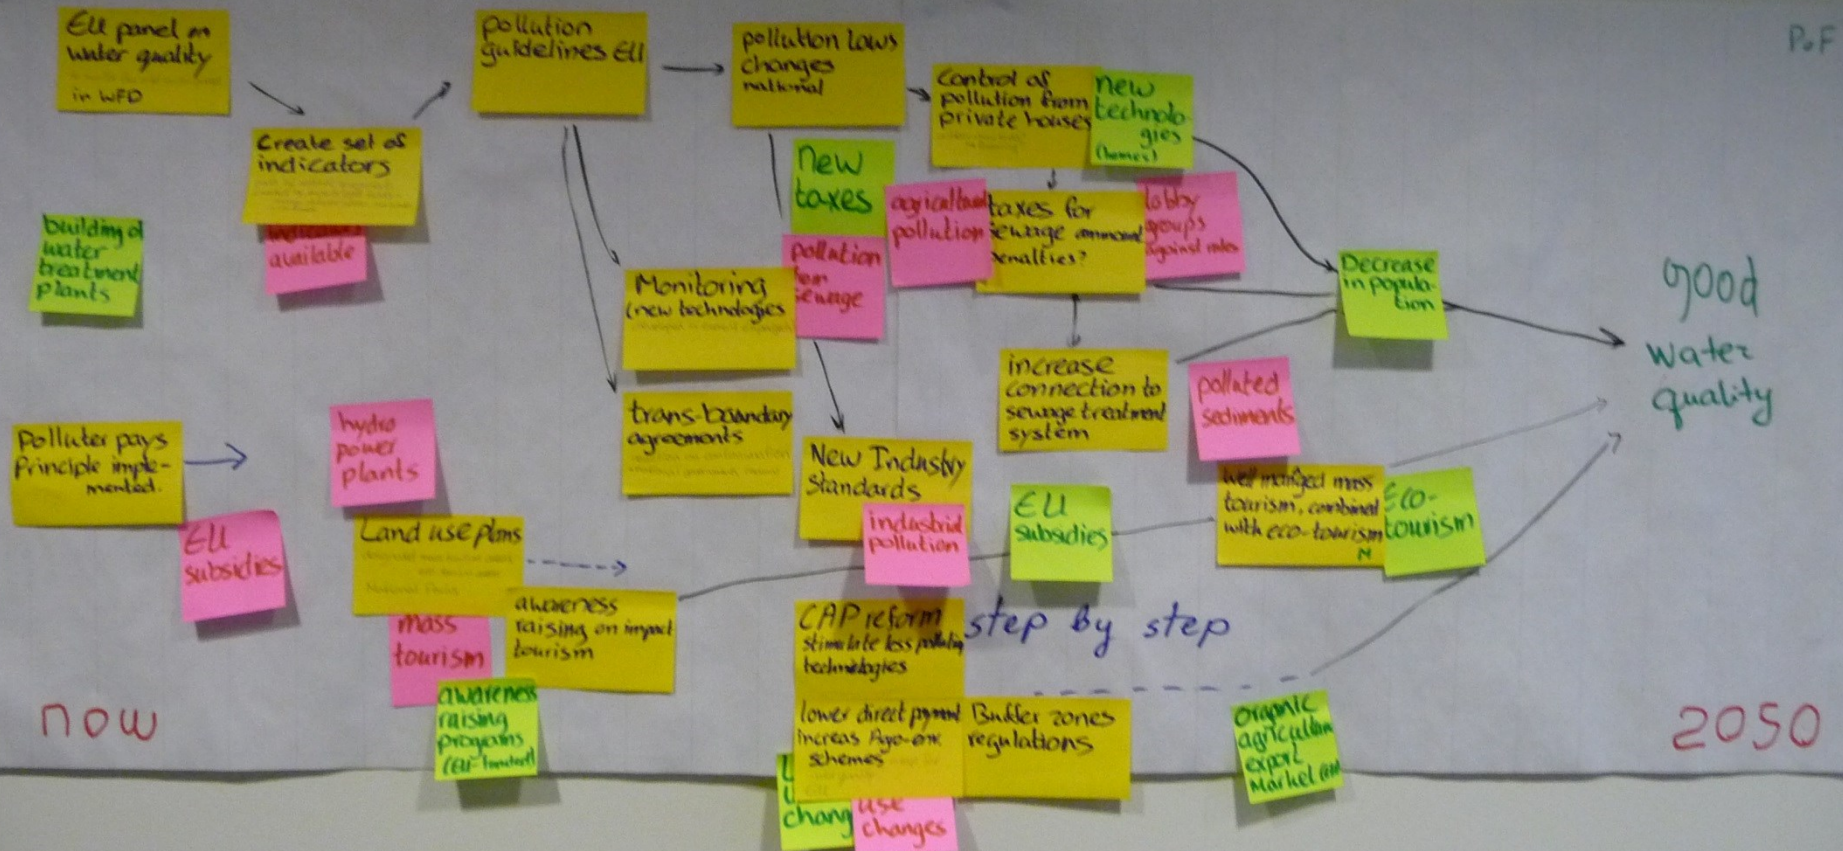 EU panel on
water quality
in WFD
Create set of
indicators
available
building of
water
treatment
plants
pollution
guidelines EU
pollution laws
changes
national
Control of
pollution from
private houses
new
technolo-
gies
(homes)
new
taxes
agricultural
pollution
taxes for
sewage ammount
penalties?
lobby
groups
against rules
pollution
sewage
Monitoring
(new technologies
trans-boundary
agreements
increase
connection to
sewage treatment
system
Decrease
in popula-
tion
polluted
sediments
good
water
quality
P.F
Polluter pays
Principle imple-
mented.
EU
subsidies
hydro
power
plants
Land use plans
National Parks
mass
tourism
awareness
raising on impact
tourism
awareness
raising
programs
New Industry
Standards
industrial
pollution
EU
subsidies
well manged mass
tourism, combined
with eco-tourism
Eco-
tourism
CAP reform
stimulate less polluting
technologies
step by step
lower direct payment
increas Agro-env.
schemes
Buffer zones
regulations
chang
use
changes
organic
agriculture
export
Market
now
2050